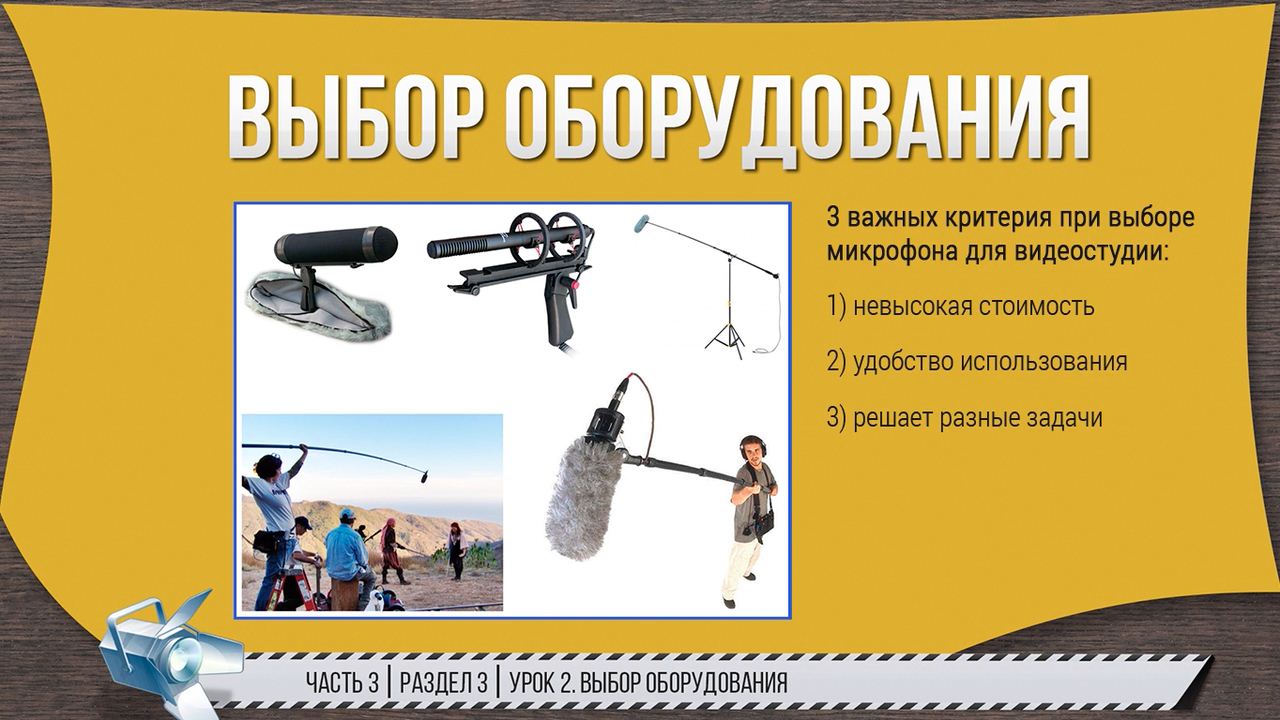 ВЫБОР ОБОРУДОВАНИЯ
3 важных критерия при выборе
микрофона для видеостудии:
1) невысокая стоимость
2) удобство использования
3) решает разные задачи
ЧАСТЬ 3 | РАЗДЕЛ 3 | УРОК 2. ВЫБОР ОБОРУДОВАНИЯ